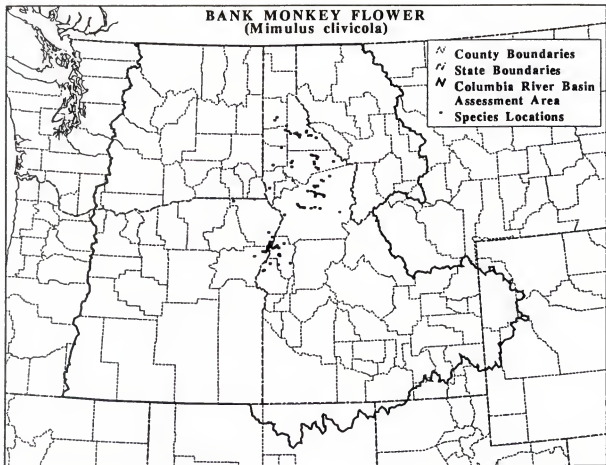 BANK MONKEY FLOWER
(Mimulus clivicola)
County Boundaries
State Boundaries
Columbia River Basin
Assessment Area
Species Locations